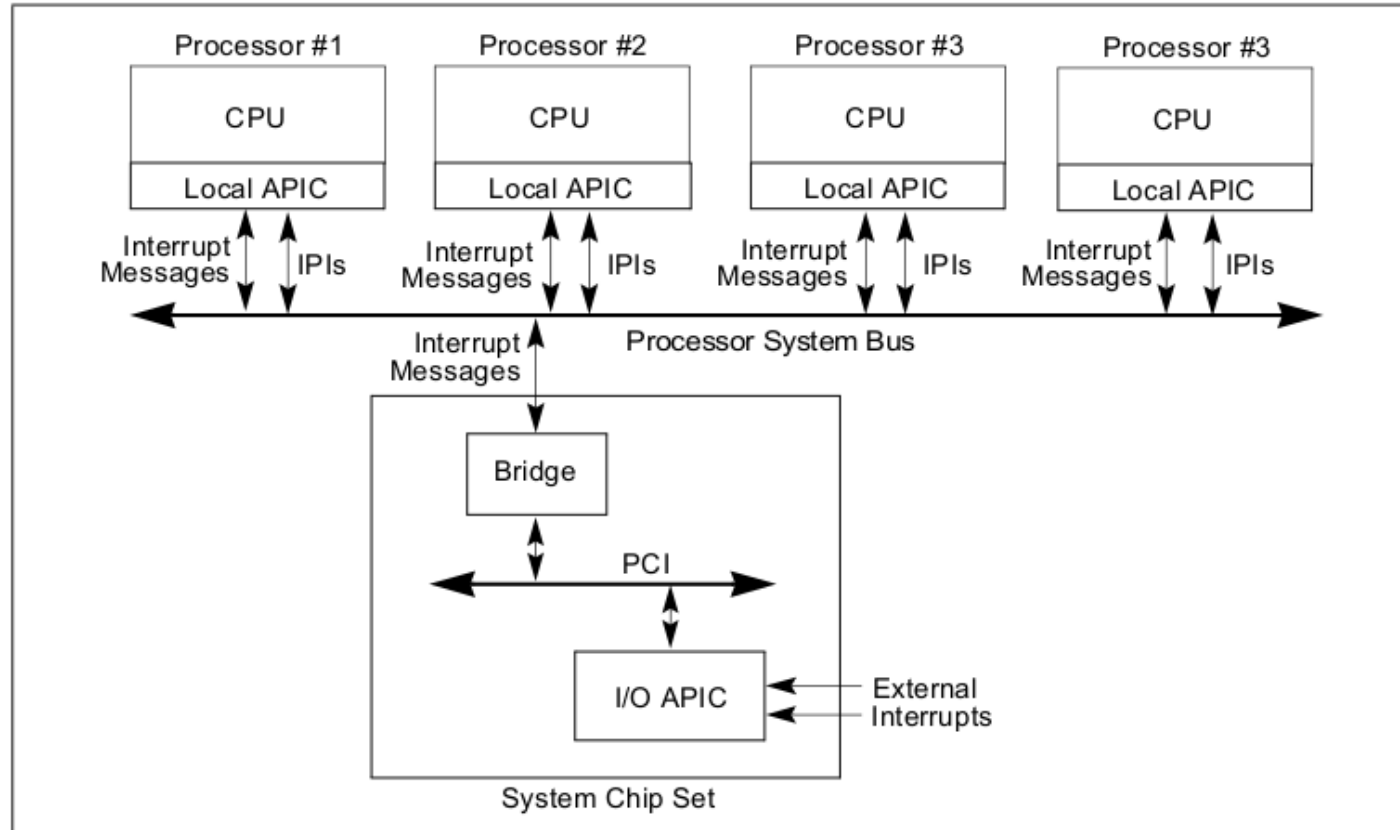 Processor #1
Processor #2
Processor #3
Processor #3
CPU
CPU
CPU
CPU
Local APIC
Local APIC
Local APIC
Local APIC
Interrupt
Messages
IPIs
Interrupt
Messages
IPIs
Interrupt
Messages
IPIs
Interrupt
Messages
IPIs
Processor System Bus
Interrupt
Messages
Bridge
PCI
I/O APIC
External
Interrupts
System Chip Set